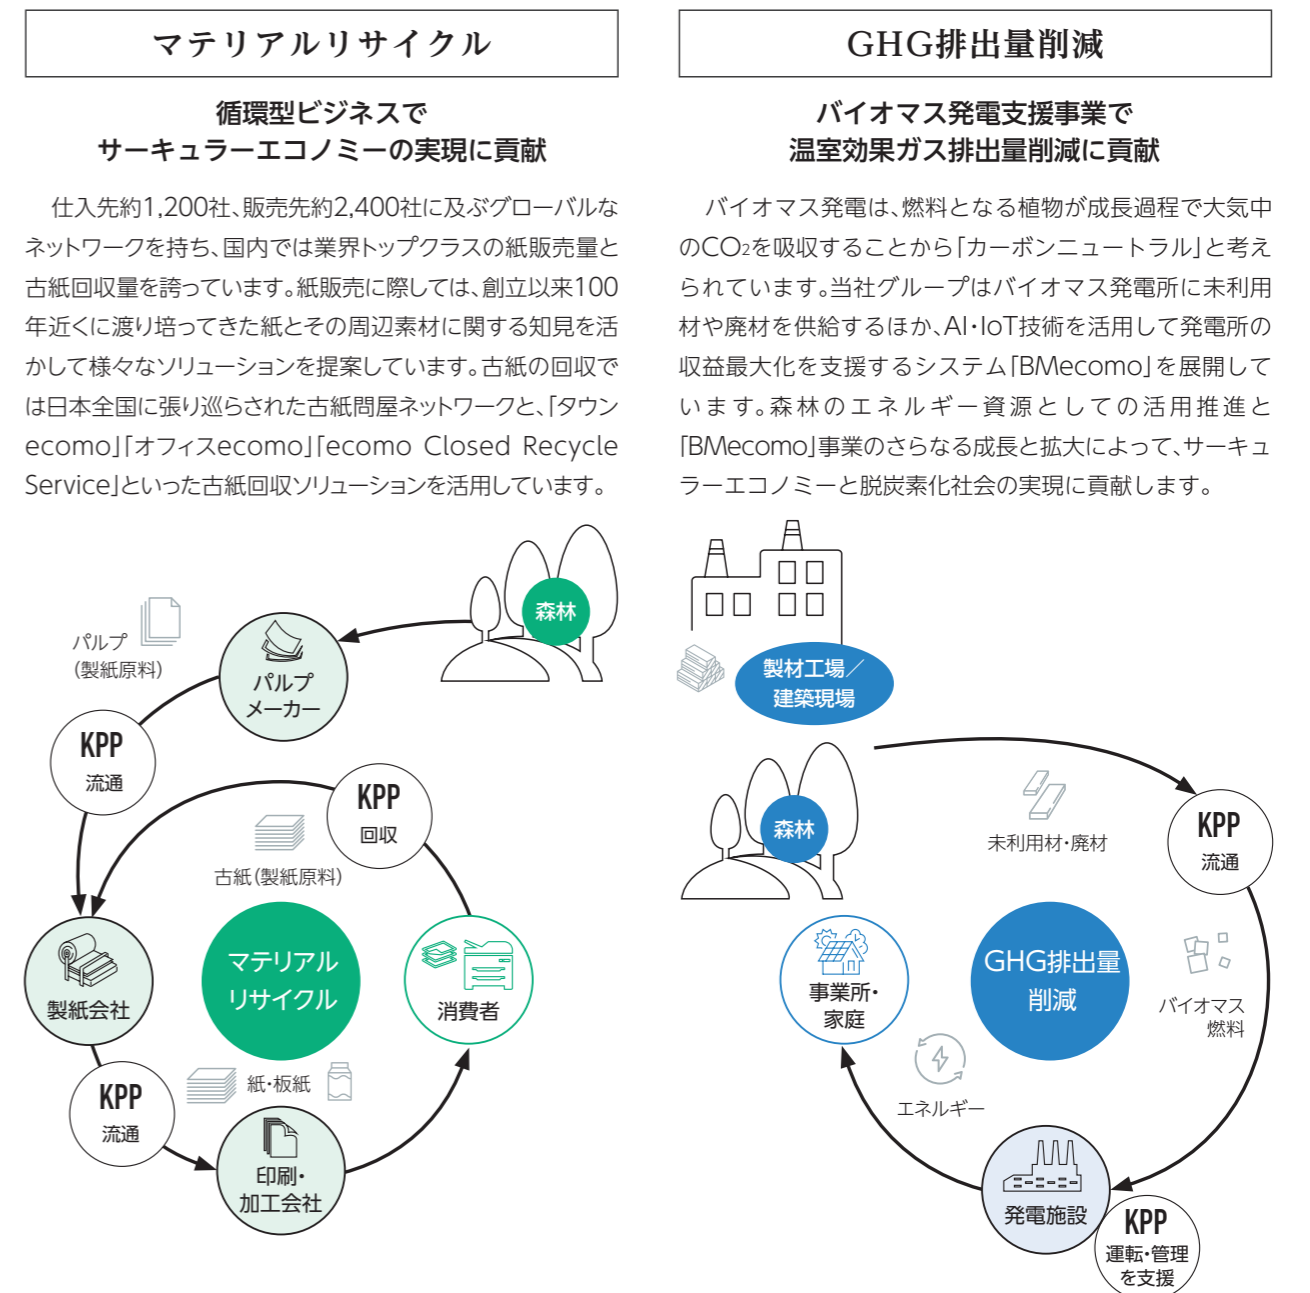 マテリアルリサイクル
循環型ビジネスで
サーキュラーエコノミーの実現に貢献
仕入先約1,200社、販売先約2,400社に及ぶグローバルな
ネットワークを持ち、国内では業界トップクラスの紙販売量と
古紙回収量を誇っています。紙販売に際しては、創立以来100
年近くに渡り培ってきた紙とその周辺素材に関する知見を活
かして様々なソリューションを提案しています。古紙の回収で
は日本全国に張り巡らされた古紙問屋ネットワークと、「タウン
ecomo」「オフィスecomo」「ecomo Closed Recycle
Service」といった古紙回収ソリューションを活用しています。
森林
パルプ
(製紙原料)
パルプ
メーカー
KPP
流通
KPP
回収
古紙(製紙原料)
マテリアル
リサイクル
製紙会社
消費者
紙・板紙
KPP
流通
印刷・
加工会社
GHG排出量削減
バイオマス発電支援事業で
温室効果ガス排出量削減に貢献
バイオマス発電は、燃料となる植物が成長過程で大気中
のCO₂を吸収することから「カーボンニュートラル」と考え
られています。当社グループはバイオマス発電所に未利用
材や廃材を供給するほか、AI・IoT技術を活用して発電所の
収益最大化を支援するシステム「BMecomo」を展開して
います。森林のエネルギー資源としての活用推進と
「BMecomo」事業のさらなる成長と拡大によって、サーキュ
ラーエコノミーと脱炭素化社会の実現に貢献します。
製材工場／
建築現場
森林
未利用材・廃材
KPP
流通
GHG排出量
削減
事業所・
家庭
バイオマス
燃料
エネルギー
発電施設
KPP
運転・管理
を支援